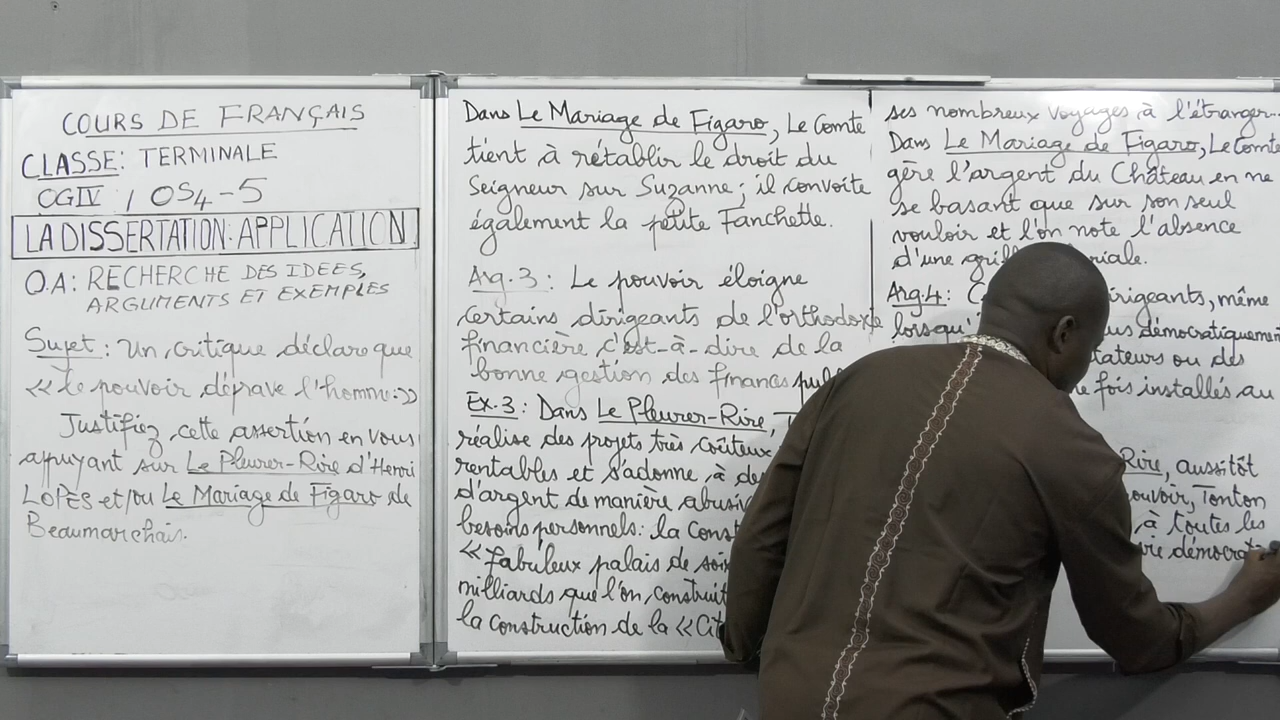 COURS DE FRANÇAIS
CLASSE: TERMINALE
OGIV / OS4-5
LA DISSERTATION: APPLICATION
O.A: RECHERCHE DES IDEES,
ARGUMENTS ET EXEMPLES
Sujet: Un critique déclare que
«le pouvoir déprave l'homme.»
Justifiez cette assertion en vous
appuyant sur Le Pleurer-Rire d'Henri
LOPES et/ou Le Mariage de Figaro de
Beaumarchais.
Dans Le Mariage de Figaro, Le Comte
tient à rétablir le droit du
Seigneur sur Suzanne; il convoite
également la petite Fanchette.
Arg.3: Le pouvoir éloigne
certains dirigeants de l'orthodoxie
financière c'est-à-dire de la
bonne gestion des finances
Ex.3: Dans Le Pleurer-Rire,
réalise des projets très coûteux
rentables et s'adonne à
d'argent de manière
besoins personnels: la
«fabuleux palais de
milliards que l'on construit
la construction de la «
ses nombreux voyages à l'étranger..
Dans Le Mariage de Figaro, Le Comte
gère l'argent du Château en ne
se basant que sur son seul
vouloir et l'on note l'absence
d'une
Arg.4: dirigeants, même
fois installés au
Rire, aussitôt
Tonton
à toutes les